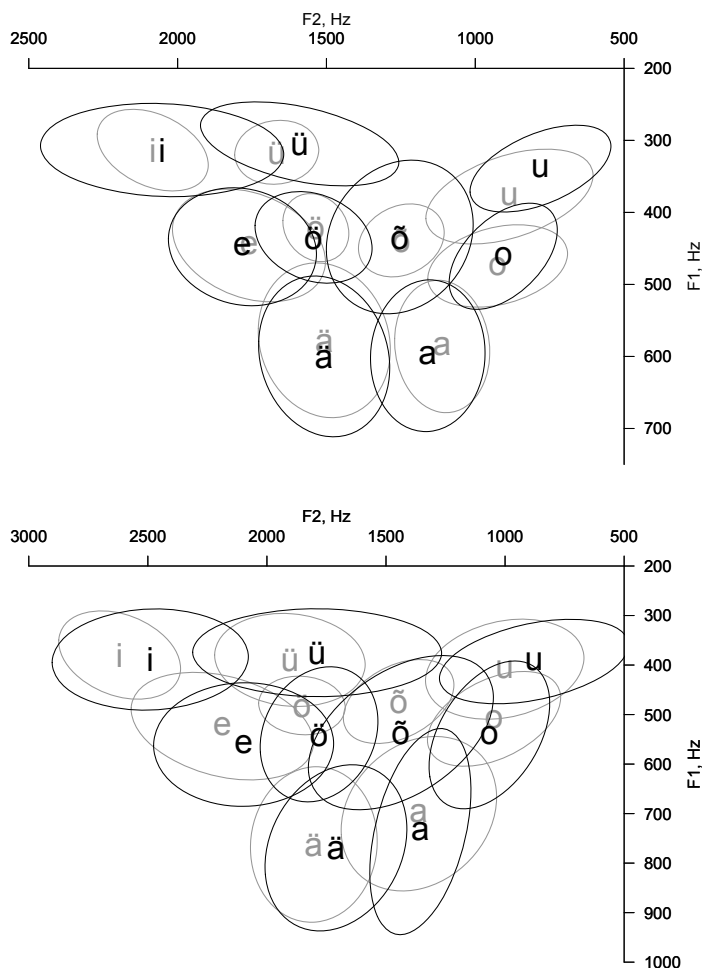 F2, Hz
2500 2000 1500 1000 500
200
300
400
500
600
700
F1, Hz
i i ü ü u u
e e ö ö õ õ o o
ä ä a a
F2, Hz
3000 2500 2000 1500 1000 500
200
300
400
500
600
700
800
900
1000
F1, Hz
i i ü ü u u
e e ö ö õ õ o o
ä ä a a